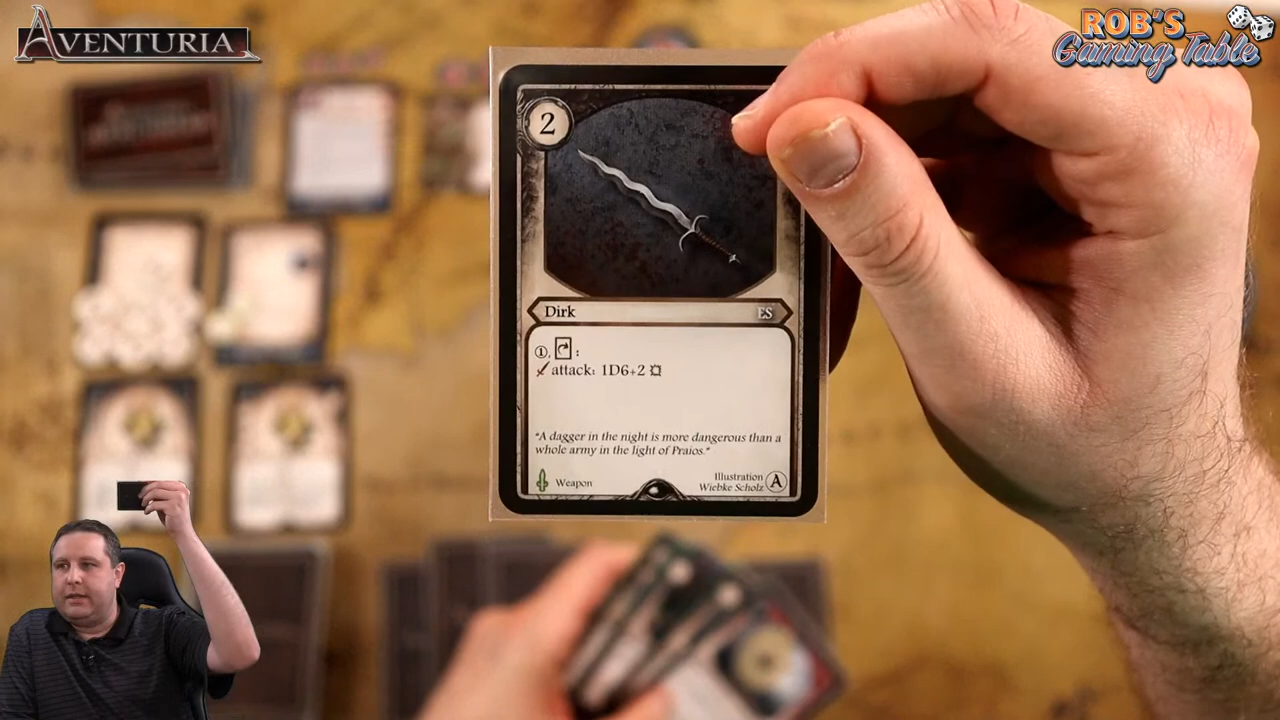 AVENTURIA
ROB'S
Gaming Table
2
Dirk ES
①, :
attack: 1D6+2
"A dagger in the night is more dangerous than a
whole army in the light of Praios."
Weapon
Illustration
Wiebke Scholz A